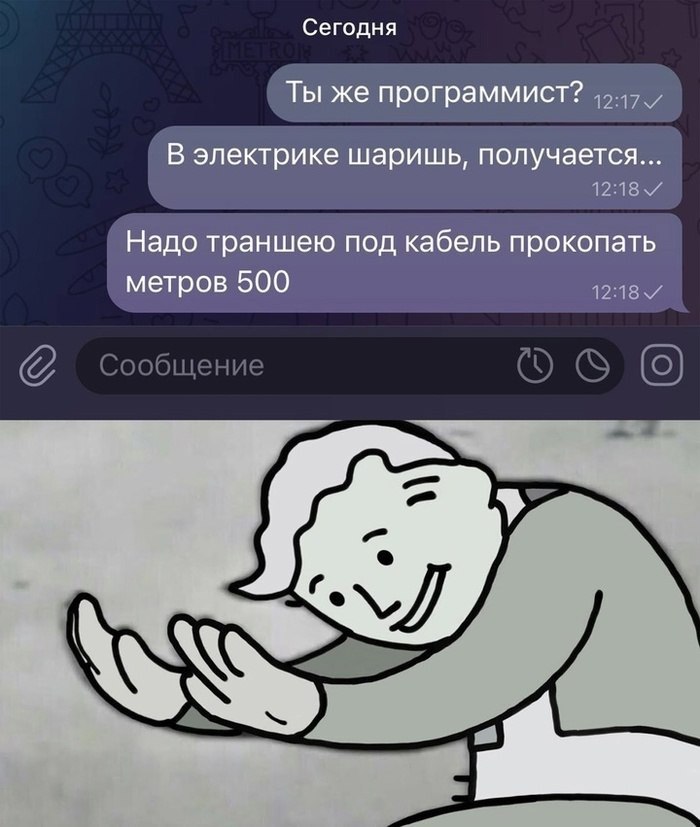 Сегодня
METRO
Ты же программист? 12:17
В электрике шаришь, получается...
12:18
Надо траншею под кабель прокопать
метров 500 12:18
Сообщение